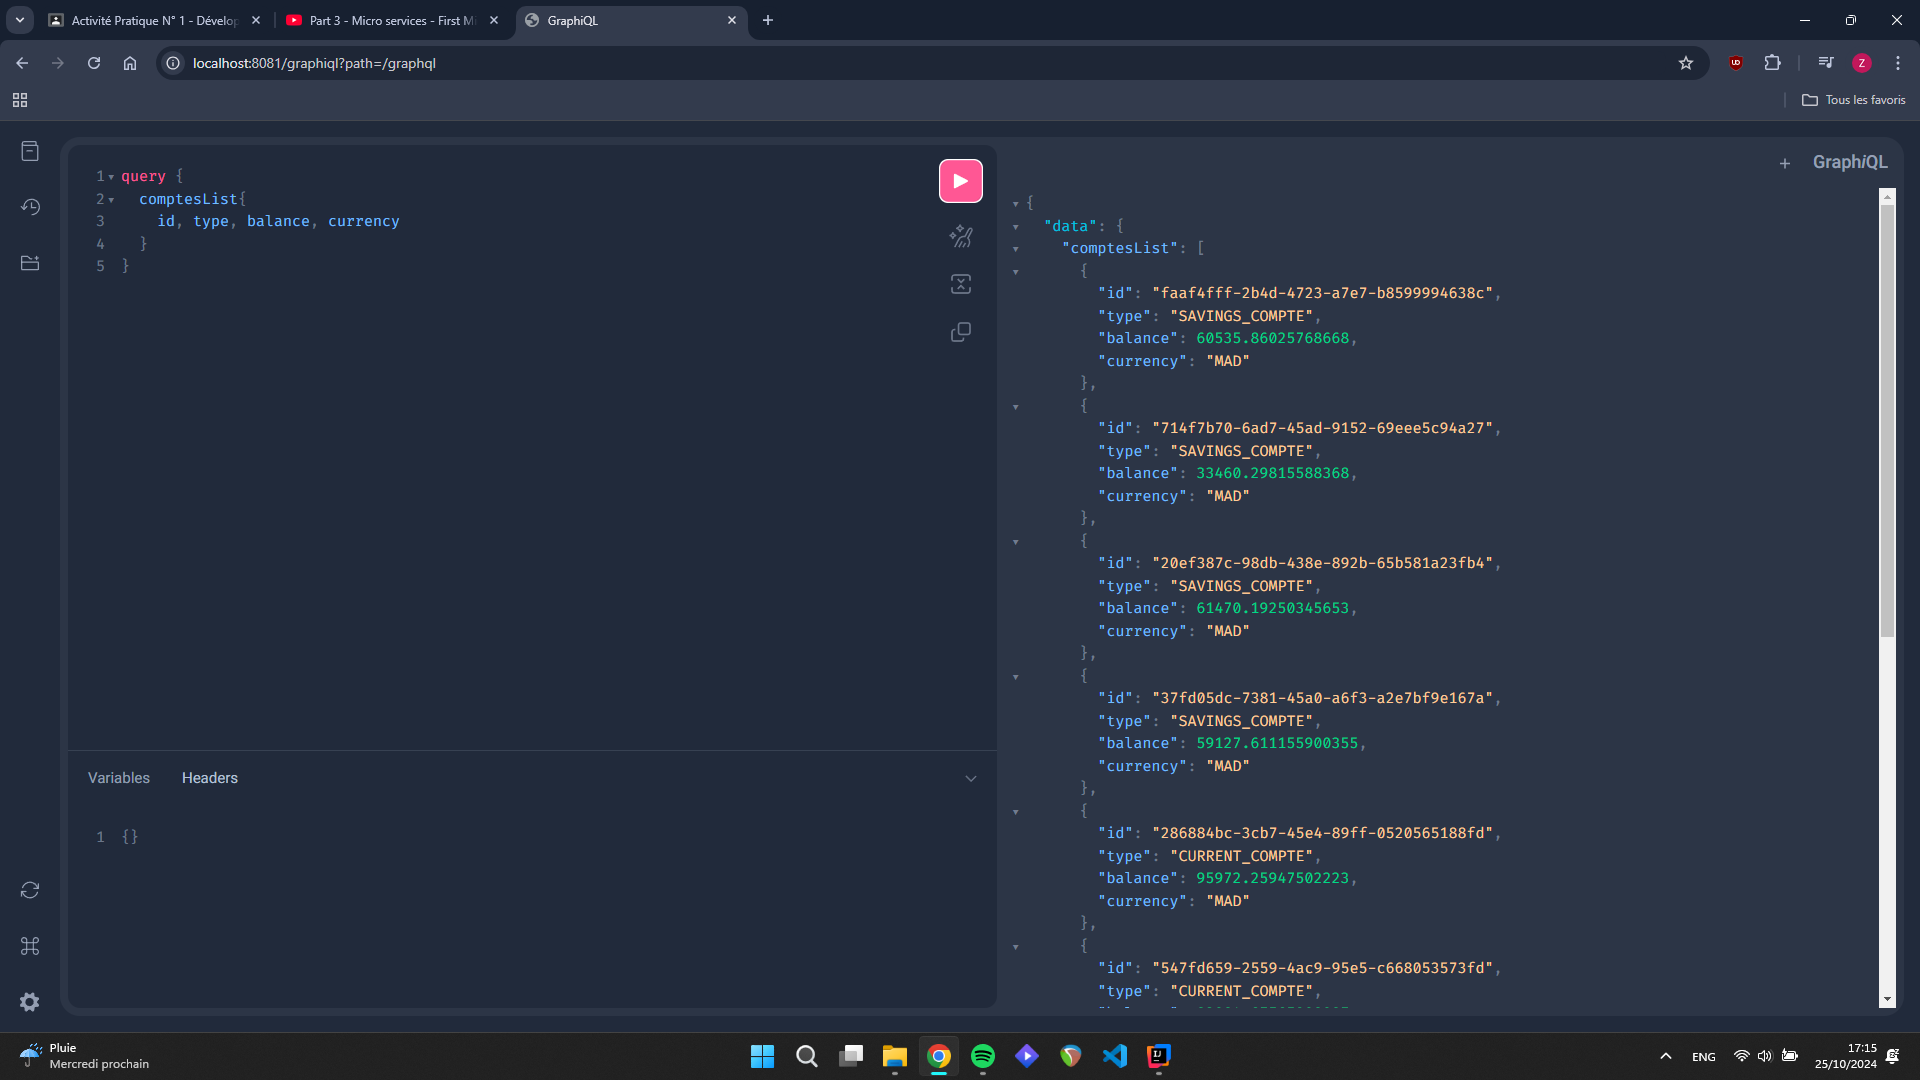 Activité Pratique N° 1 - Dévelop
Part 3 - Micro services - First Mi
GraphiQL
localhost:8081/graphiql?path=/graphql
Z
Tous les favoris
1 query {
2 comptesList{
3 id, type, balance, currency
4 }
5 }
+ GraphiQL
{
"data": {
"comptesList": [
{
"id": "faaf4fff-2b4d-4723-a7e7-b8599994638c",
"type": "SAVINGS_COMPTE",
"balance": 60535.86025768668,
"currency": "MAD"
},
{
"id": "714f7b70-6ad7-45ad-9152-69eee5c94a27",
"type": "SAVINGS_COMPTE",
"balance": 33460.29815588368,
"currency": "MAD"
},
{
"id": "20ef387c-98db-438e-892b-65b581a23fb4",
"type": "SAVINGS_COMPTE",
"balance": 61470.19250345653,
"currency": "MAD"
},
{
"id": "37fd05dc-7381-45a0-a6f3-a2e7bf9e167a",
"type": "SAVINGS_COMPTE",
"balance": 59127.611155900355,
"currency": "MAD"
},
{
"id": "286884bc-3cb7-45e4-89ff-0520565188fd",
"type": "CURRENT_COMPTE",
"balance": 95972.25947502223,
"currency": "MAD"
},
{
"id": "547fd659-2559-4ac9-95e5-c668053573fd",
"type": "CURRENT_COMPTE",
Variables Headers
1 {}
Pluie
Mercredi prochain
ENG
17:15
25/10/2024